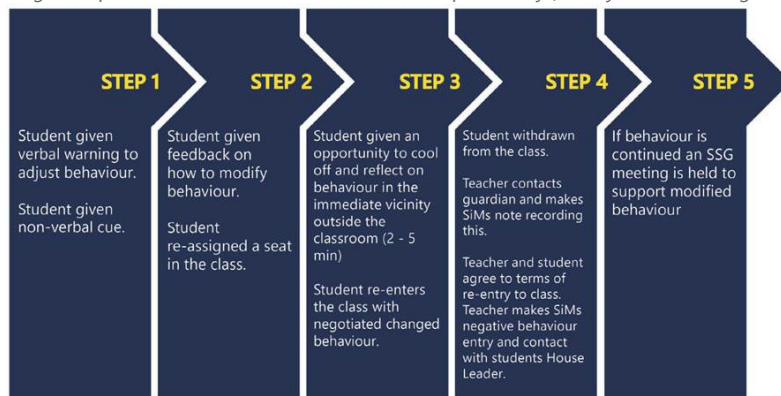 STEP 1
Student given
verbal warning to
adjust behaviour.
Student given
non-verbal cue.
STEP 2
Student given
feedback on
how to modify
behaviour.
Student
re-assigned a seat
in the class.
STEP 3
Student given an
opportunity to cool
off and reflect on
behaviour in the
immediate vicinity
outside the
classroom (2 - 5
min)
Student re-enters
the class with
negotiated changed
behaviour.
STEP 4
Student withdrawn
from the class.
Teacher contacts
guardian and makes
SiMs note recording
this.
Teacher and student
agree to terms of
re-entry to class.
Teacher makes SiMs
negative behaviour
entry and contact
with students House
Leader.
STEP 5
If behaviour is
continued an SSG
meeting is held to
support modified
behaviour